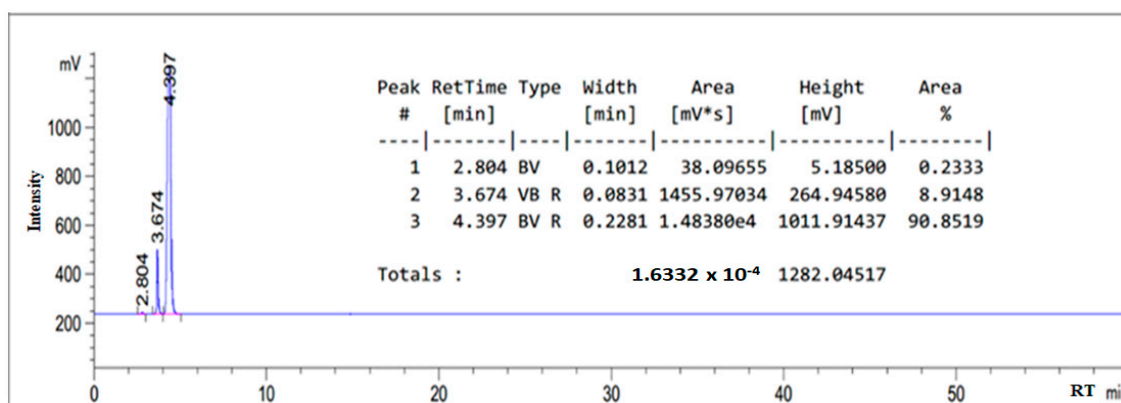 mV
1000
800
600
400
200
Intensity
2.804
3.674
4.397
Peak RetTime Type Width Area Height Area
# [min] [min] [mV*s] [mV] %
----|-------|----|-------|----------|----------|--------|
1 2.804 BV 0.1012 38.09655 5.18500 0.2333
2 3.674 VB R 0.0831 1455.97034 264.94580 8.9148
3 4.397 BV R 0.2281 1.48380e4 1011.91437 90.8519
Totals : 1.6332 x 10-4 1282.04517
0 10 20 30 40 50 RT mi